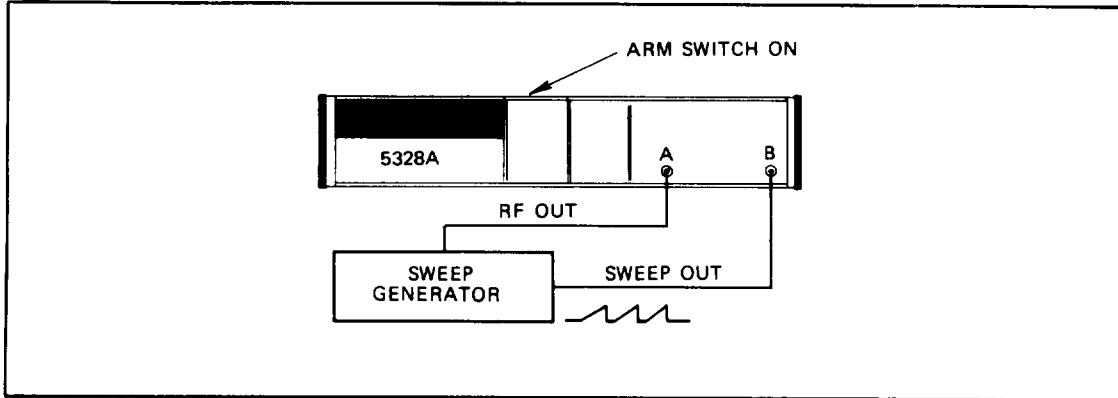 ARM SWITCH ON
5328A
A
B
RF OUT
SWEEP
GENERATOR
SWEEP OUT